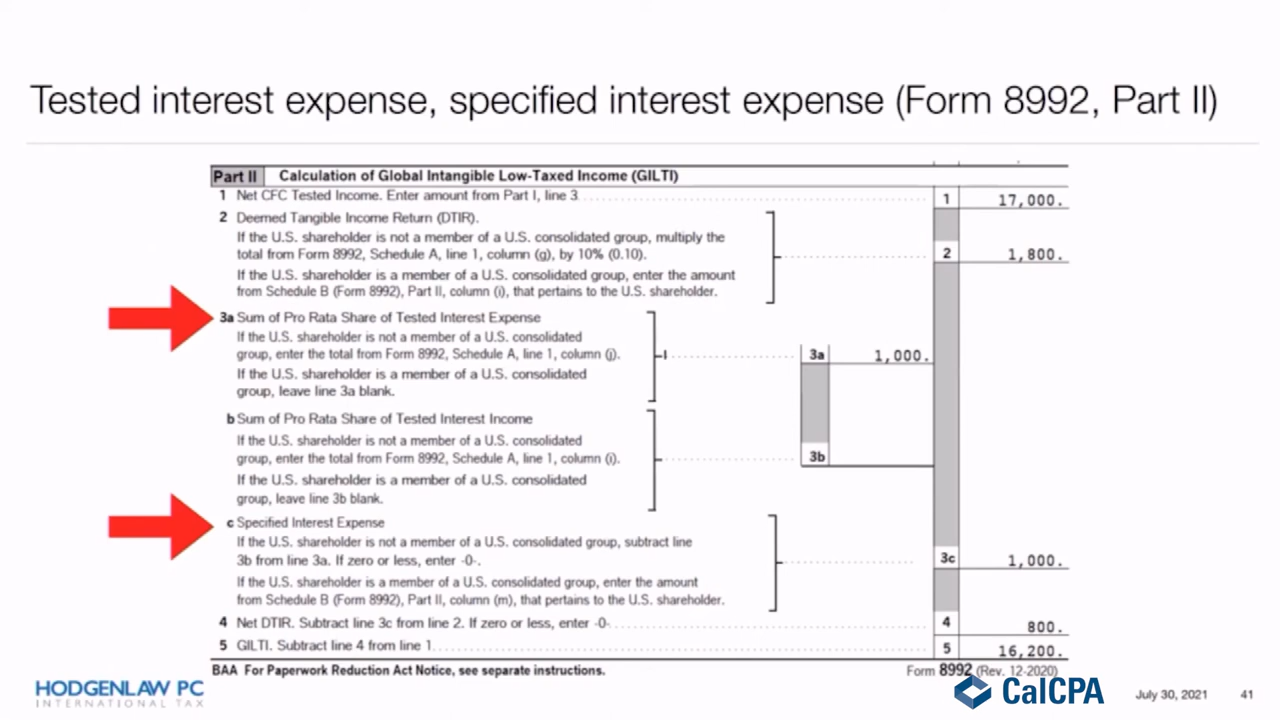 Tested interest expense, specified interest expense (Form 8992, Part II)
Part II Calculation of Global Intangible Low-Taxed Income (GILTI)
1 Net CFC Tested Income. Enter amount from Part I, line 3 1 17,000.
2 Deemed Tangible Income Return (DTIR).
If the U.S. shareholder is not a member of a U.S. consolidated group, multiply the
total from Form 8992, Schedule A, line 1, column (g), by 10% (0.10). 2 1,800.
If the U.S. shareholder is a member of a U.S. consolidated group, enter the amount
from Schedule B (Form 8992), Part II, column (i), that pertains to the U.S. shareholder.
3a Sum of Pro Rata Share of Tested Interest Expense
If the U.S. shareholder is not a member of a U.S. consolidated
group, enter the total from Form 8992, Schedule A, line 1, column (j). 3a 1,000.
If the U.S. shareholder is a member of a U.S. consolidated
group, leave line 3a blank.
b Sum of Pro Rata Share of Tested Interest Income
If the U.S. shareholder is not a member of a U.S. consolidated
group, enter the total from Form 8992, Schedule A, line 1, column (i). 3b
If the U.S. shareholder is a member of a U.S. consolidated
group, leave line 3b blank.
c Specified Interest Expense
If the U.S. shareholder is not a member of a U.S. consolidated group, subtract line
3b from line 3a. If zero or less, enter -0-. 3c 1,000.
If the U.S. shareholder is a member of a U.S. consolidated group, enter the amount
from Schedule B (Form 8992), Part II, column (m), that pertains to the U.S. shareholder.
4 Net DTIR. Subtract line 3c from line 2. If zero or less, enter -0- 4 800.
5 GILTI. Subtract line 4 from line 1 5 16,200.
BAA For Paperwork Reduction Act Notice, see separate instructions. Form 8992 (Rev. 12-2020)
HODGENLAW PC
INTERNATIONAL TAX
CalCPA
July 30, 2021
41